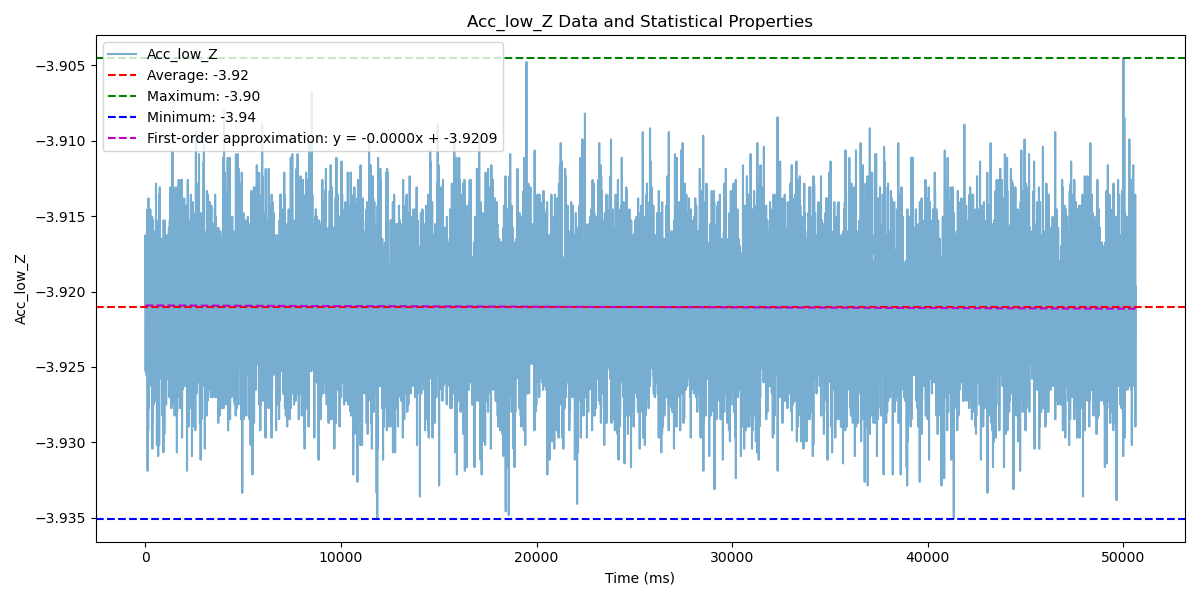 Acc_low_Z Data and Statistical Properties
Acc_low_Z
Average: -3.92
Maximum: -3.90
Minimum: -3.94
First-order approximation: y = -0.0000x + -3.9209
−3.905
−3.910
−3.915
−3.920
−3.925
−3.930
−3.935
Acc_low_Z
0
10000
20000
30000
40000
50000
Time (ms)